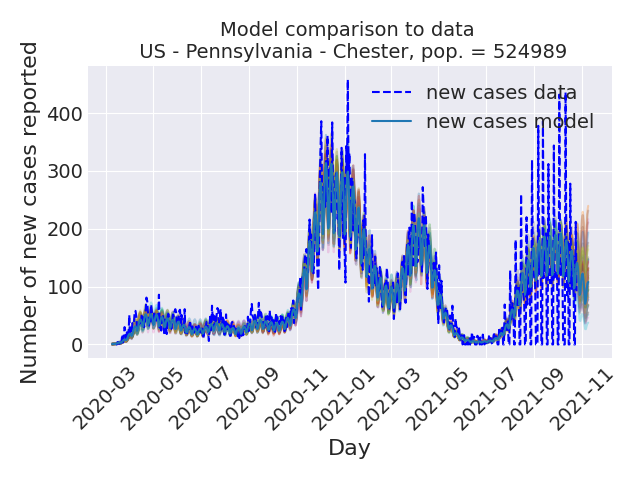 Model comparison to data
US - Pennsylvania - Chester, pop. = 524989
Number of new cases reported
400
300
200
100
0
new cases data
new cases model
2020-03
2020-05
2020-07
2020-09
2020-11
2021-01
2021-03
2021-05
2021-07
2021-09
2021-11
Day